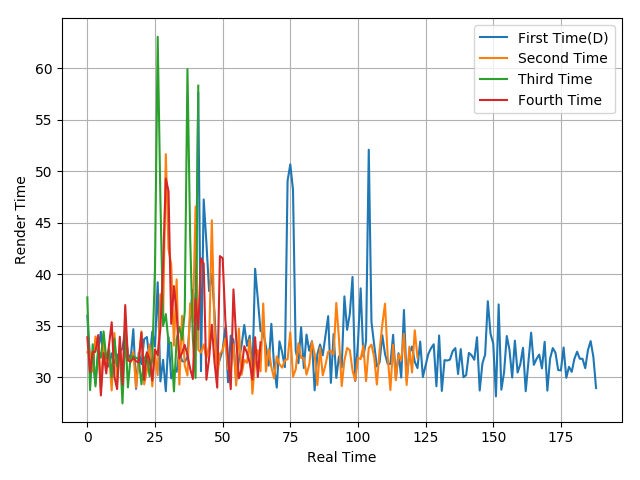 First Time(D)
Second Time
Third Time
Fourth Time
60
55
50
45
40
35
30
Render Time
0 25 50 75 100 125 150 175
Real Time